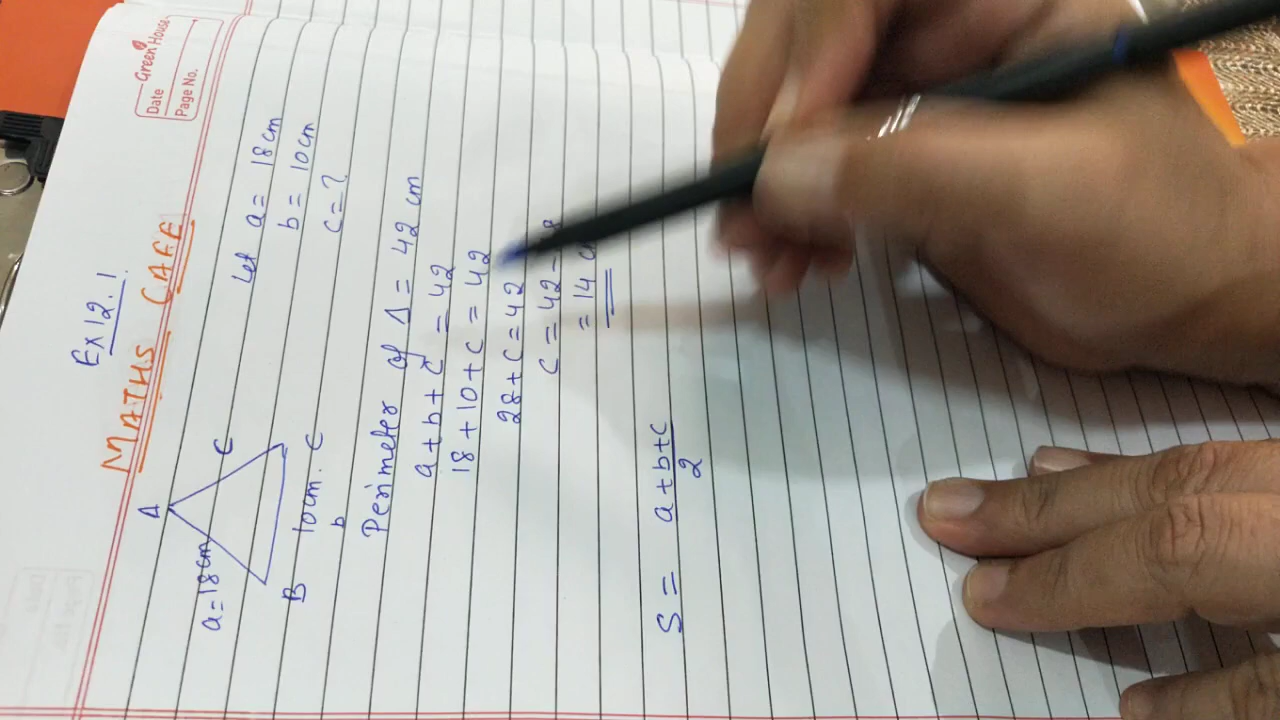 Green House
Date
Page No.
Ex 12.1
MATHS CAFE
A
a=18cm
C
B 10cm. C
b
Let a = 18cm
b = 10cm
c = ?
Perimeter of Δ = 42 cm
a+b+c = 42
18+10+c = 42
28+c = 42
c = 42 -
= 14
S = a+b+c
2